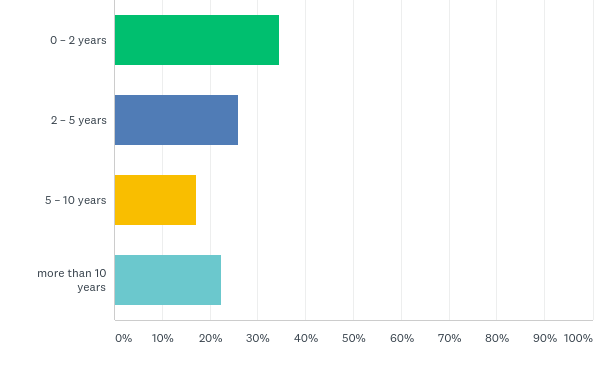 0 – 2 years
2 – 5 years
5 – 10 years
more than 10
years
0% 10% 20% 30% 40% 50% 60% 70% 80% 90% 100%